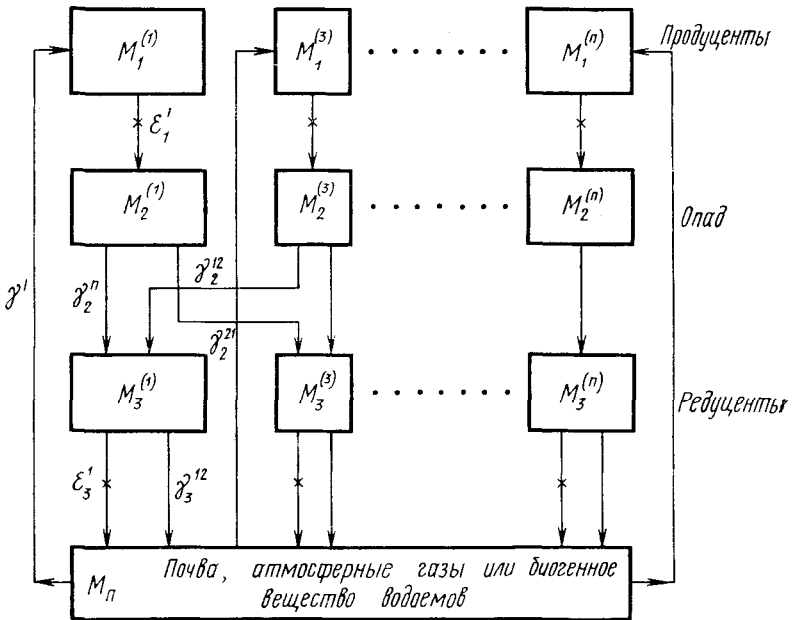 M₁⁽¹⁾ M₁⁽³⁾ M₁⁽ⁿ⁾ Продуценты
ε₁¹
M₂⁽¹⁾ M₂⁽³⁾ M₂⁽ⁿ⁾ Опад
γ₂¹²
γ¹ γ₂ⁿ
γ₂²¹
M₃⁽¹⁾ M₃⁽³⁾ M₃⁽ⁿ⁾ Редуценты
ε₃¹ γ₃¹²
Почва, атмосферные газы или биогенное
Mп вещество водоемов